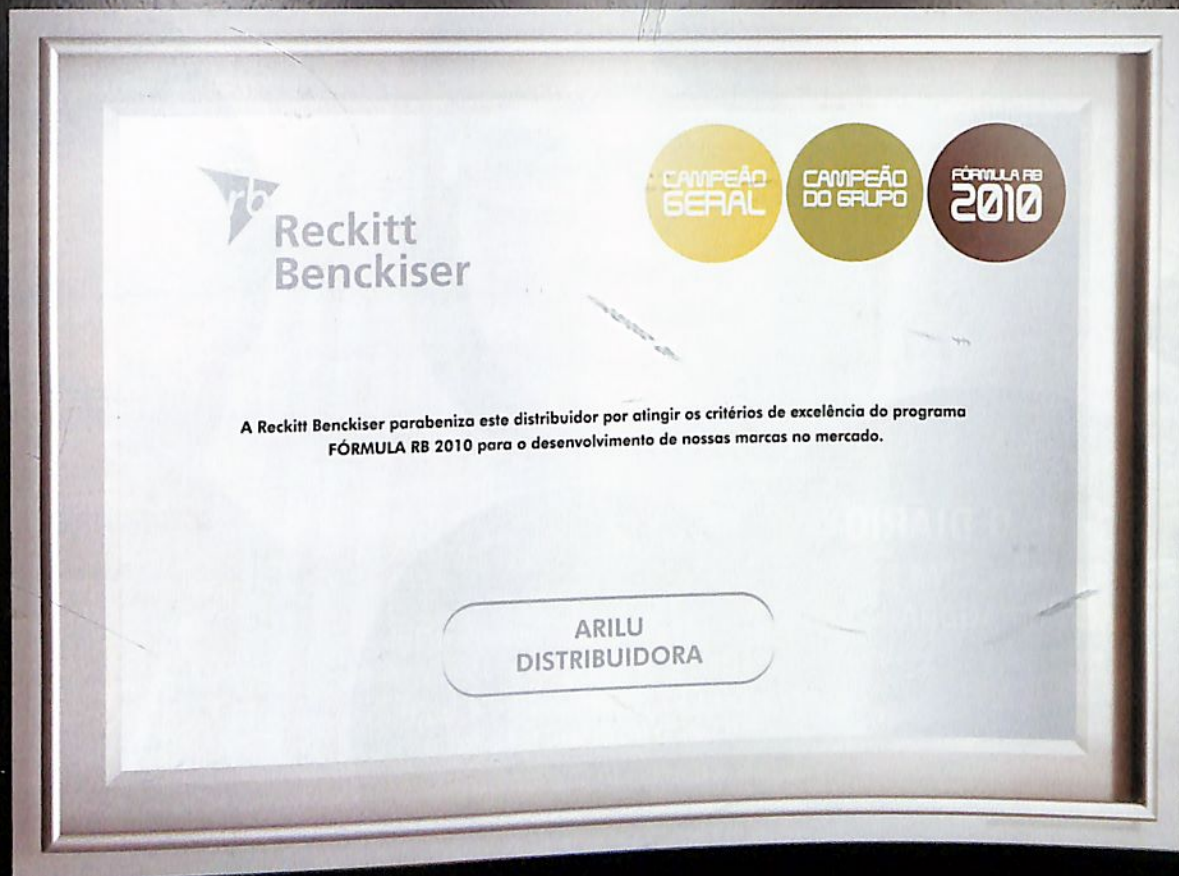 rb
Reckitt
Benckiser
CAMPEÃO
GERAL
CAMPEÃO
DO GRUPO
FÓRMULA RB
2010
A Reckitt Benckiser parabeniza este distribuidor por atingir os critérios de excelência do programa
FÓRMULA RB 2010 para o desenvolvimento de nossas marcas no mercado.
ARILU
DISTRIBUIDORA